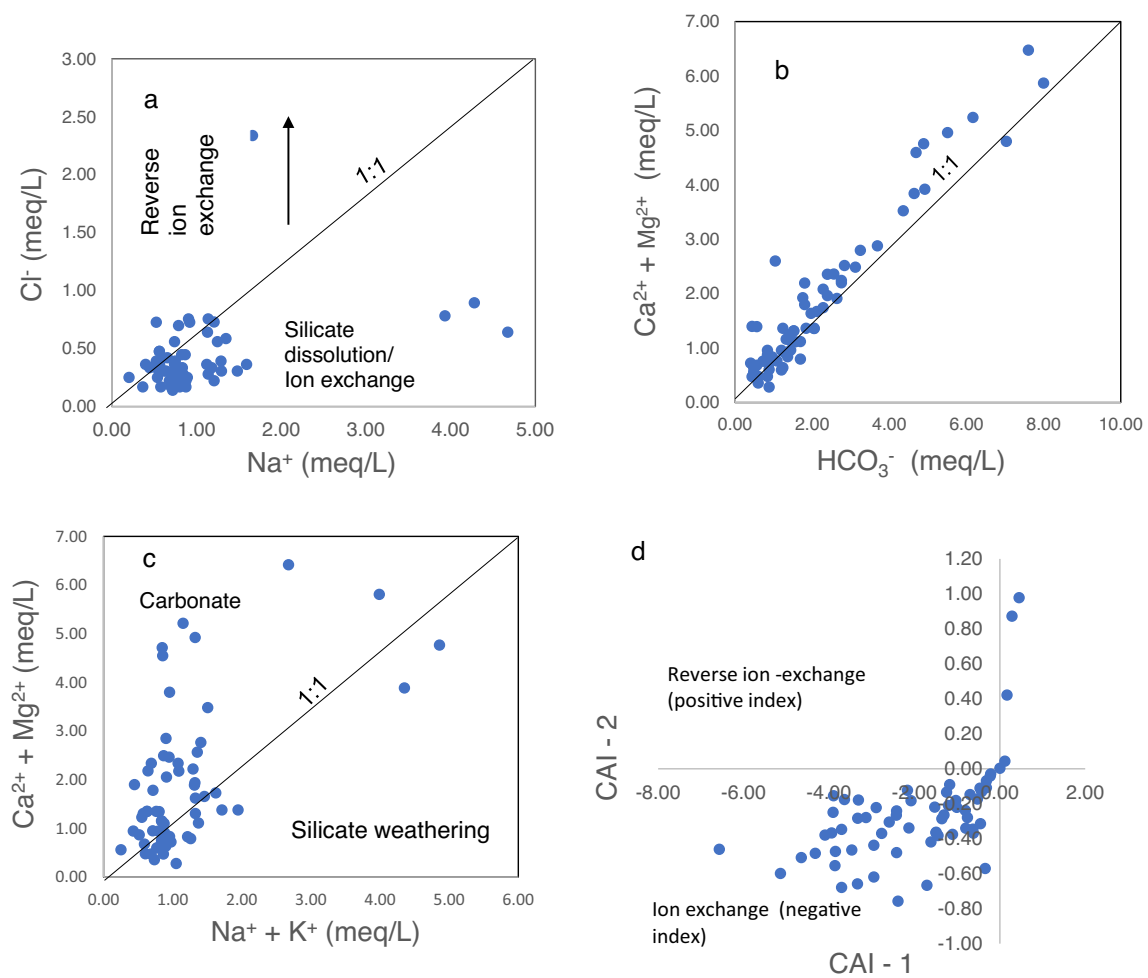 a
3.00
2.50
2.00
1.50
1.00
0.50
0.00
Cl⁻ (meq/L)
Reverse
ion
exchange
1:1
Silicate
dissolution/
Ion exchange
0.00 1.00 2.00 3.00 4.00 5.00
Na⁺ (meq/L)
b
7.00
6.00
5.00
4.00
3.00
2.00
1.00
0.00
Ca²⁺ + Mg²⁺ (meq/L)
1:1
0.00 2.00 4.00 6.00 8.00 10.00
HCO₃⁻ (meq/L)
c
7.00
6.00
5.00
4.00
3.00
2.00
1.00
0.00
Ca²⁺ + Mg²⁺ (meq/L)
Carbonate
1:1
Silicate weathering
0.00 1.00 2.00 3.00 4.00 5.00 6.00
Na⁺ + K⁺ (meq/L)
d
1.20
1.00
0.80
0.60
0.40
0.20
0.00
-0.20
-0.40
-0.60
-0.80
-1.00
CAI - 2
Reverse ion -exchange
(positive index)
-8.00 -6.00 -4.00 -2.00 0.00 2.00
Ion exchange (negative
index)
CAI - 1